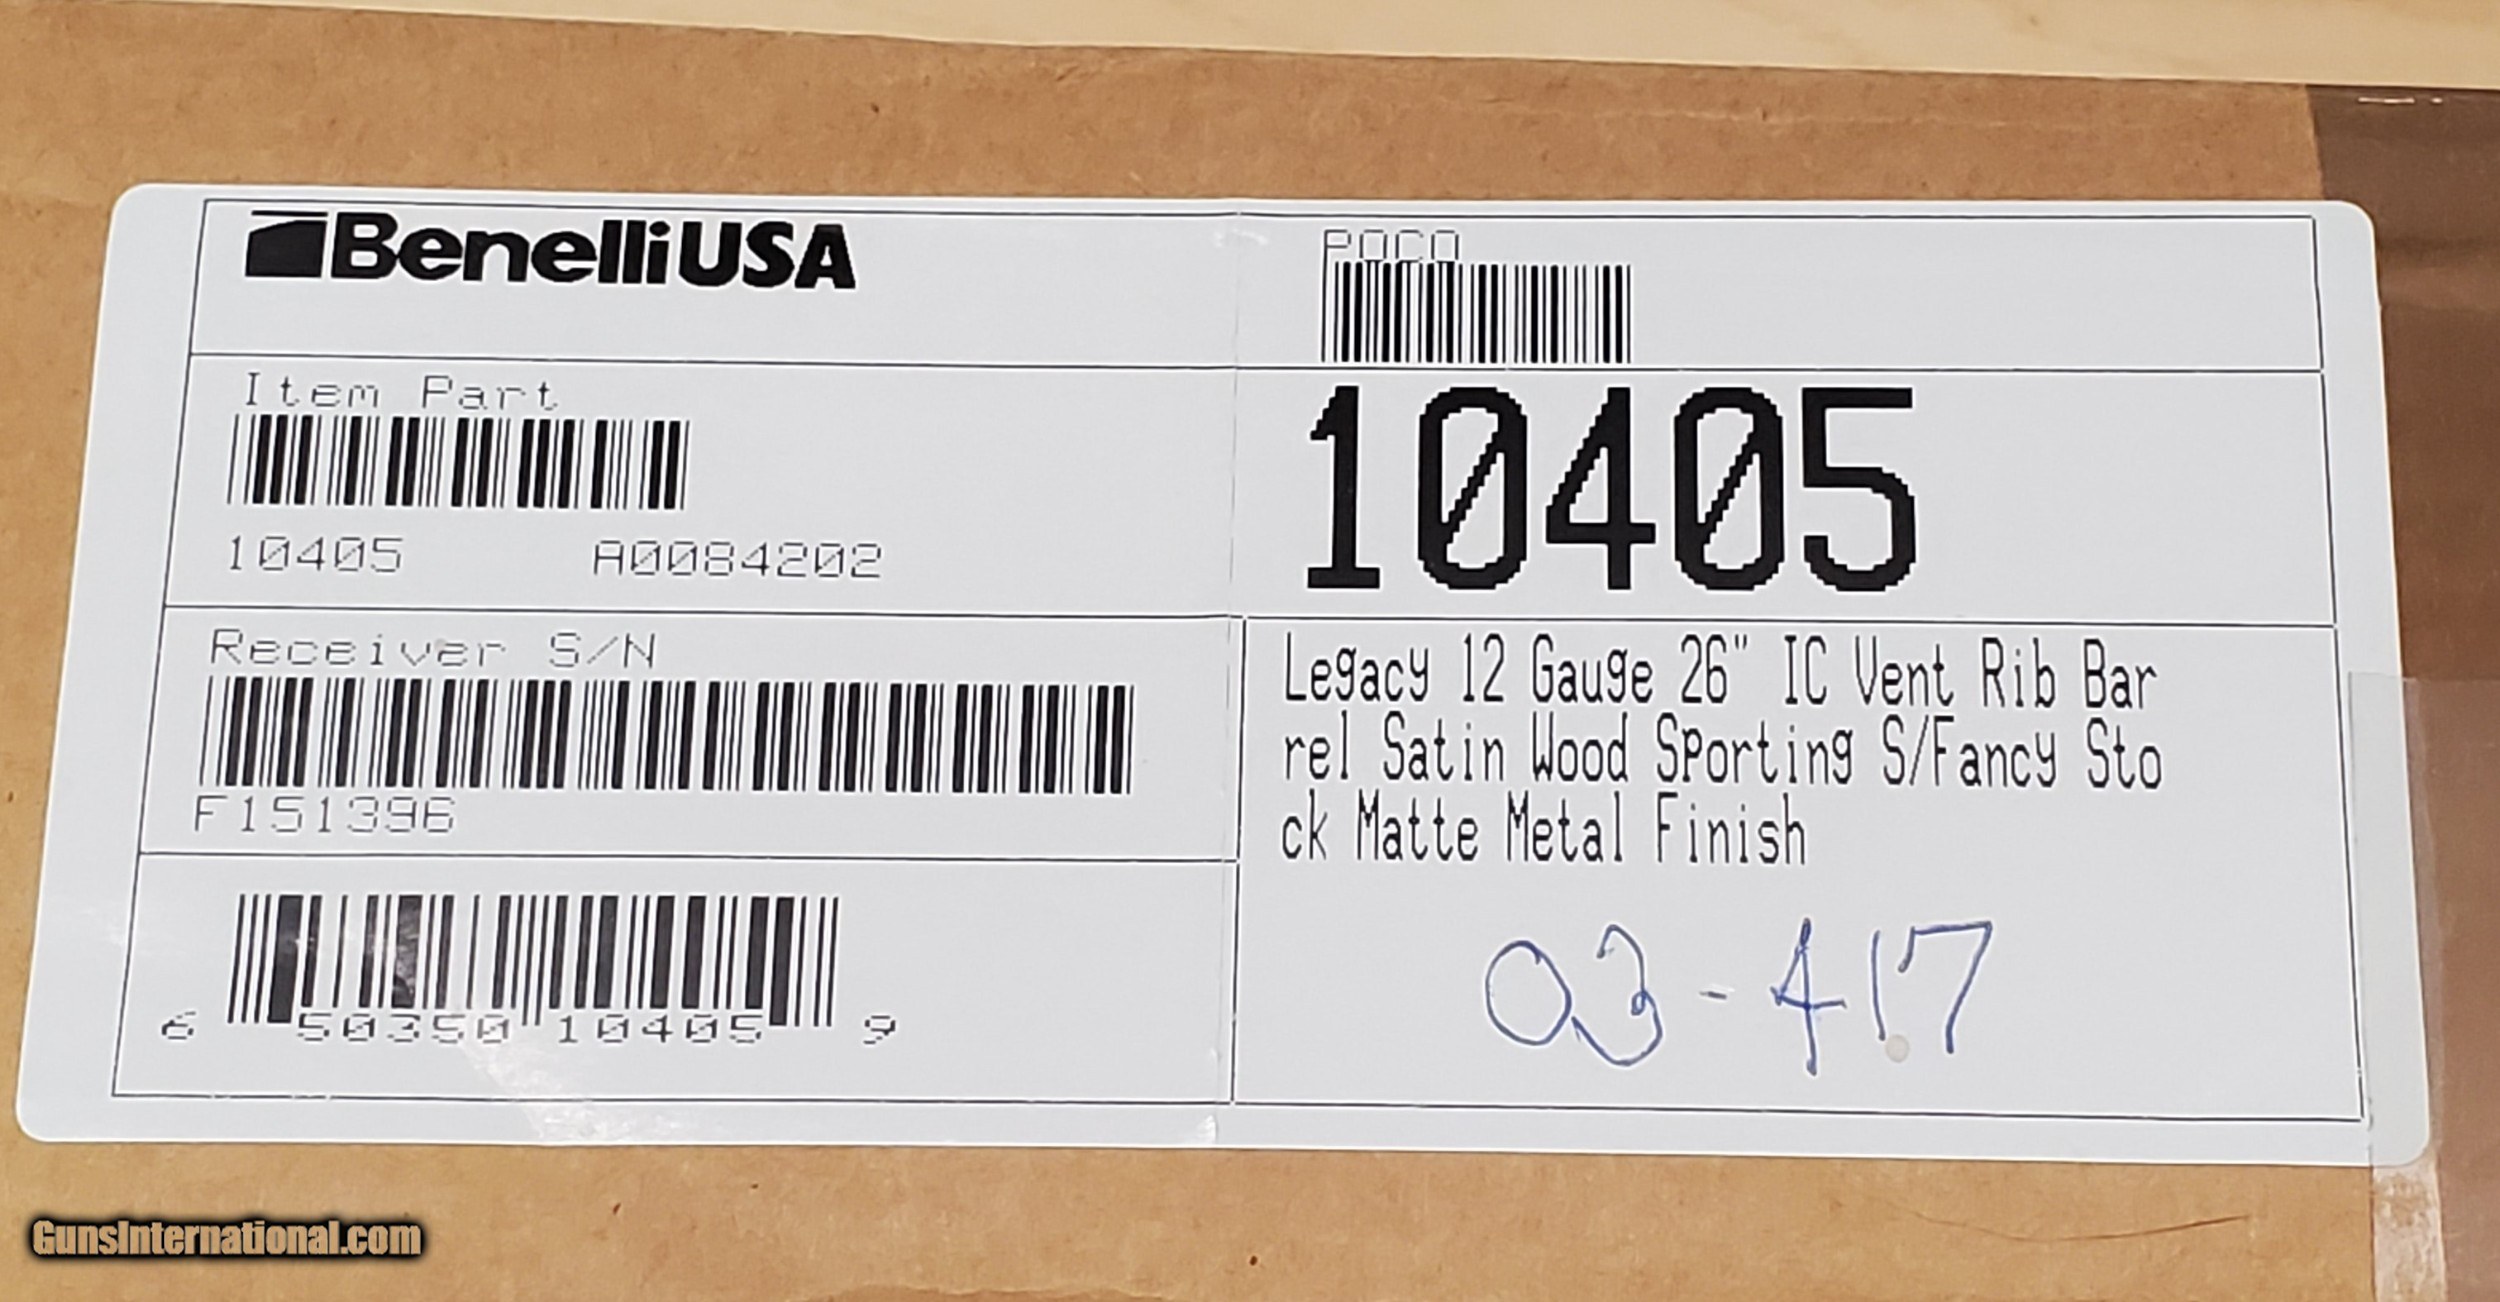 BenelliUSA
POCO
Item Part
10405 A0084202
10405
Receiver S/N
F151396
Legacy 12 Gauge 26" IC Vent Rib Bar
rel Satin Wood Sporting S/Fancy Sto
ck Matte Metal Finish
6 50350 10405 9
03-417
GunsInternational.com